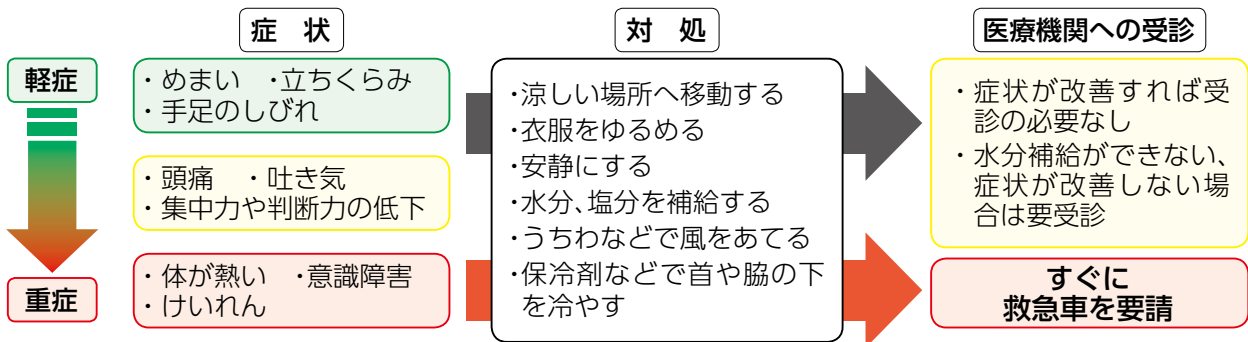 症 状
対 処
医療機関への受診
軽症
・めまい ・立ちくらみ
・手足のしびれ
・頭痛 ・吐き気
・集中力や判断力の低下
重症
・体が熱い ・意識障害
・けいれん
・涼しい場所へ移動する
・衣服をゆるめる
・安静にする
・水分、塩分を補給する
・うちわなどで風をあてる
・保冷剤などで首や脇の下
を冷やす
・症状が改善すれば受
診の必要なし
・水分補給ができない、
症状が改善しない場
合は要受診
すぐに
救急車を要請